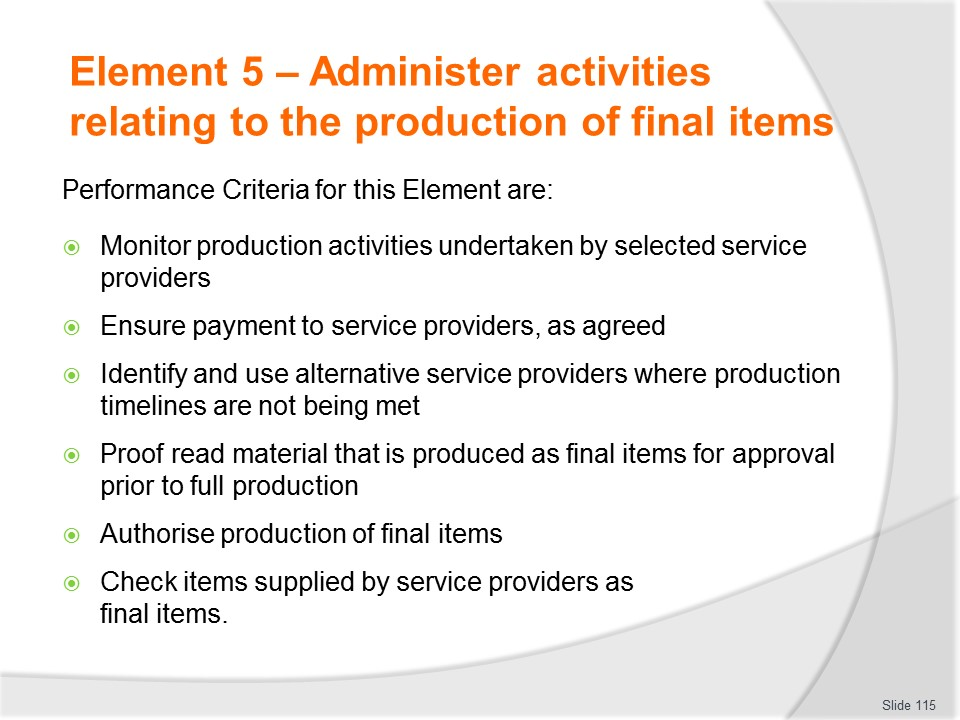 Element 5 – Administer activities
relating to the production of final items
Performance Criteria for this Element are:
Monitor production activities undertaken by selected service
providers
Ensure payment to service providers, as agreed
Identify and use alternative service providers where production
timelines are not being met
Proof read material that is produced as final items for approval
prior to full production
Authorise production of final items
Check items supplied by service providers as
final items.
Slide 115